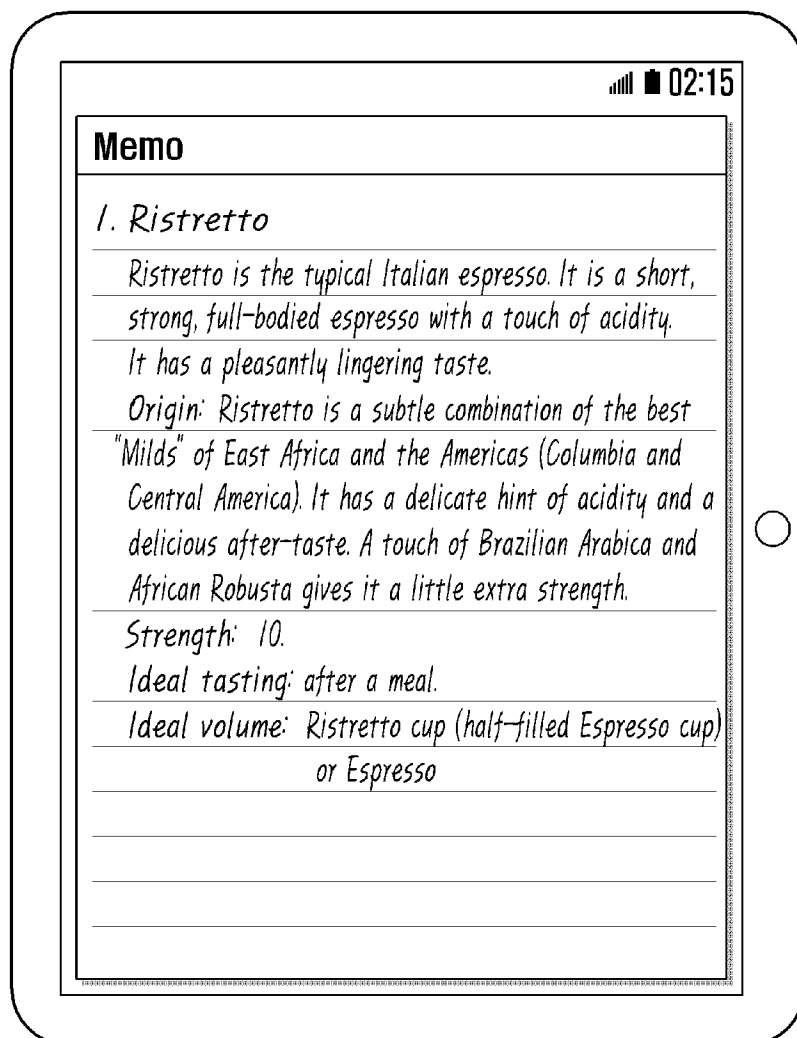 02:15
Memo
1. Ristretto
Ristretto is the typical Italian espresso. It is a short,
strong, full-bodied espresso with a touch of acidity.
It has a pleasantly lingering taste.
Origin: Ristretto is a subtle combination of the best
"Milds" of East Africa and the Americas (Columbia and
Central America). It has a delicate hint of acidity and a
delicious after-taste. A touch of Brazilian Arabica and
African Robusta gives it a little extra strength.
Strength: 10.
Ideal tasting: after a meal.
Ideal volume: Ristretto cup (half-filled Espresso cup)
or Espresso